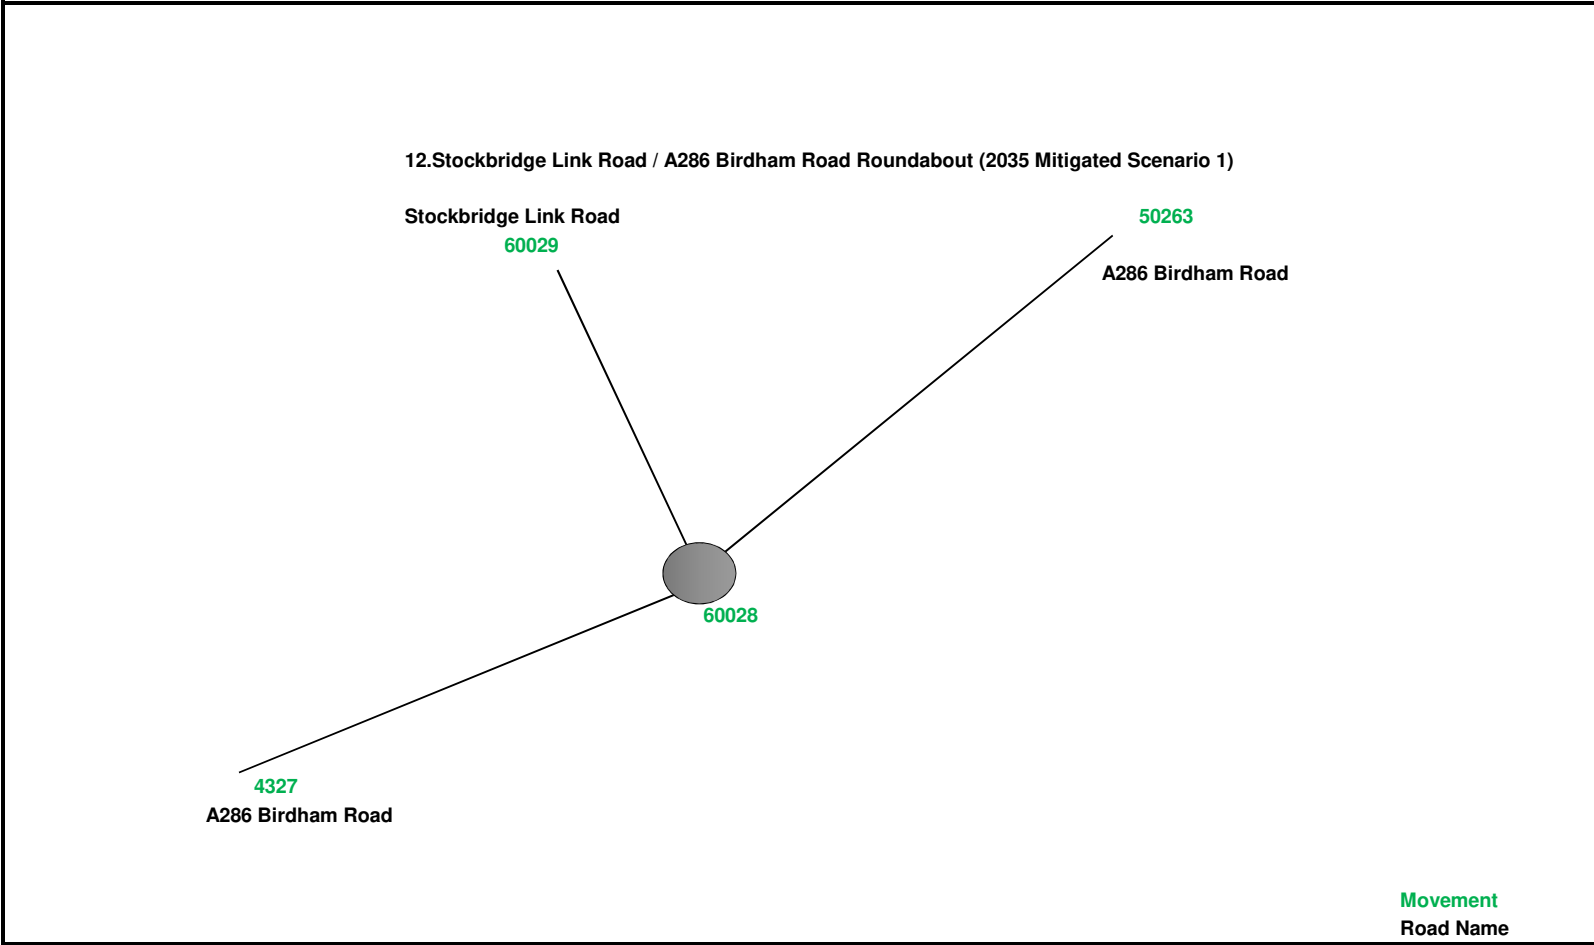 12.Stockbridge Link Road / A286 Birdham Road Roundabout (2035 Mitigated Scenario 1)
Stockbridge Link Road
60029
50263
A286 Birdham Road
60028
4327
A286 Birdham Road
Movement
Road Name